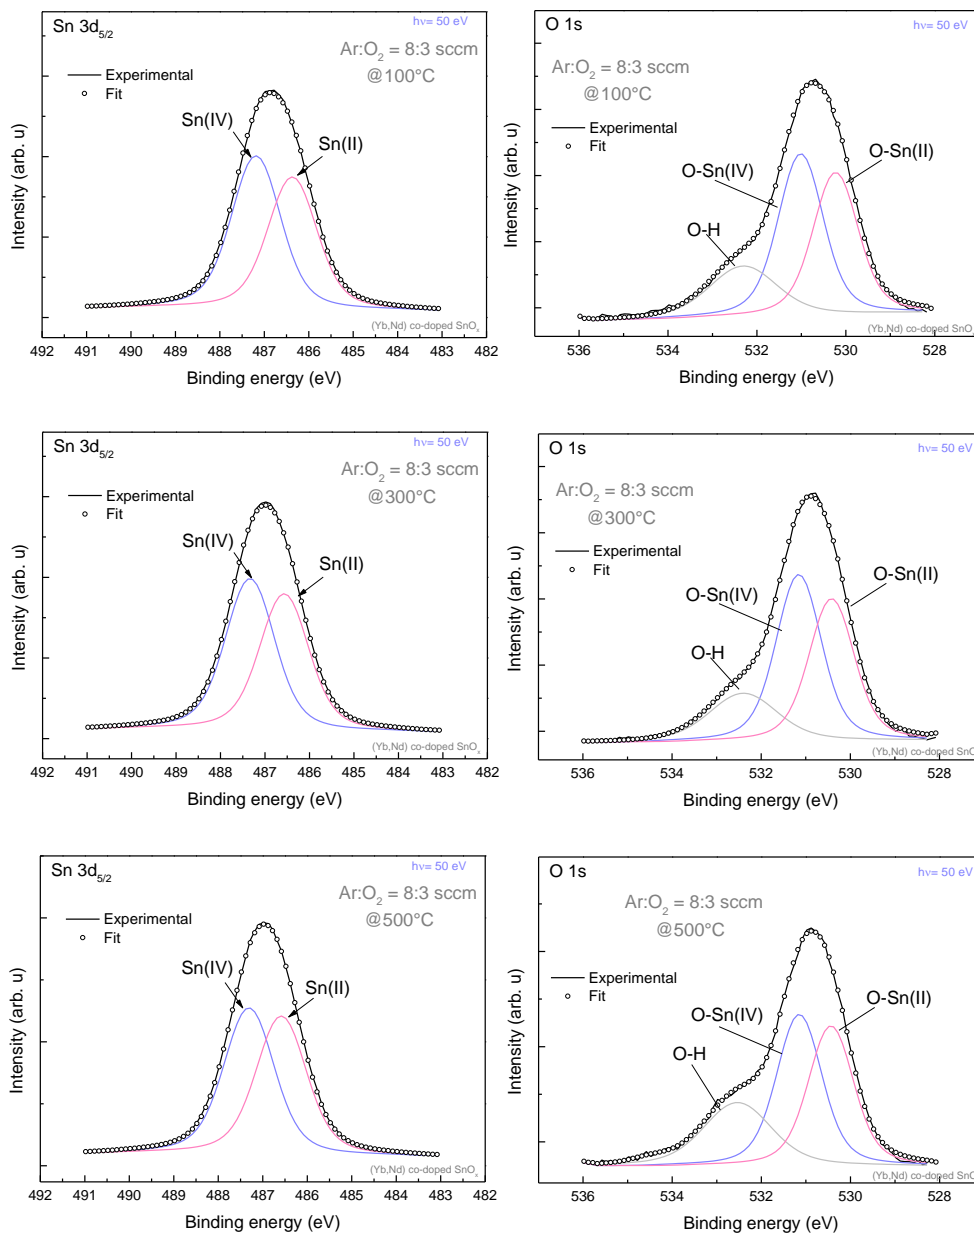 Sn 3d5/2
hν= 50 eV
Ar:O2 = 8:3 sccm
@100°C
Experimental
Fit
Sn(IV)
Sn(II)
Intensity (arb. u)
(Yb,Nd) co-doped SnOx
492 491 490 489 488 487 486 485 484 483 482
Binding energy (eV)
O 1s
hν= 50 eV
Ar:O2 = 8:3 sccm
@100°C
Experimental
Fit
O-Sn(IV)
O-Sn(II)
O-H
Intensity (arb. u)
(Yb,Nd) co-doped SnO
536 534 532 530 528
Binding energy (eV)
Sn 3d5/2
hν= 50 eV
Ar:O2 = 8:3 sccm
@300°C
Experimental
Fit
Sn(IV)
Sn(II)
Intensity (arb. u)
(Yb,Nd) co-doped SnOx
492 491 490 489 488 487 486 485 484 483 482
Binding energy (eV)
O 1s
hν= 50 eV
Ar:O2 = 8:3 sccm
@300°C
Experimental
Fit
O-Sn(IV)
O-Sn(II)
O-H
Intensity (arb. u)
(Yb,Nd) co-doped SnO
536 534 532 530 528
Binding energy (eV)
Sn 3d5/2
hν= 50 eV
Ar:O2 = 8:3 sccm
@500°C
Experimental
Fit
Sn(IV)
Sn(II)
Intensity (arb. u)
(Yb,Nd) co-doped SnOx
492 491 490 489 488 487 486 485 484 483 482
Binding energy (eV)
O 1s
hν= 50 eV
Ar:O2 = 8:3 sccm
@500°C
Experimental
Fit
O-Sn(IV)
O-Sn(II)
O-H
Intensity (arb. u)
(Yb,Nd) co-doped SnO
536 534 532 530 528
Binding energy (eV)